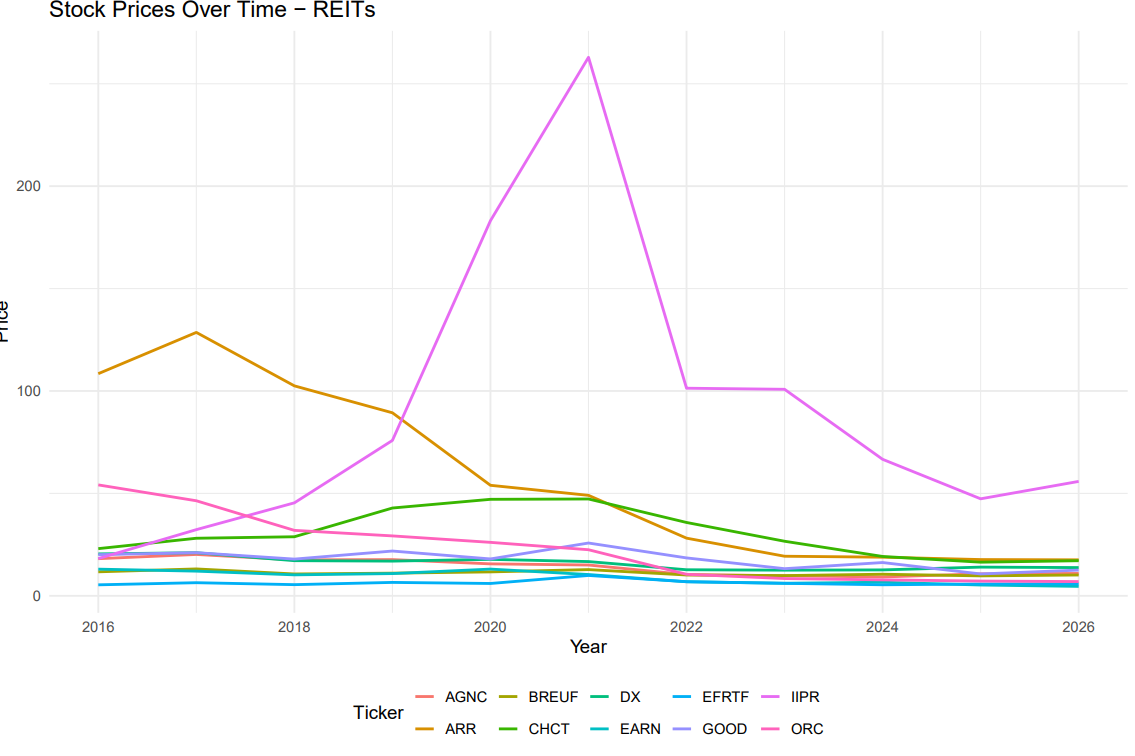 Stock Prices Over Time − REITs
Price
200
100
0
2016 2018 2020 2022 2024 2026
Year
Ticker
AGNC BREUF DX EFRTF IIPR
ARR CHCT EARN GOOD ORC